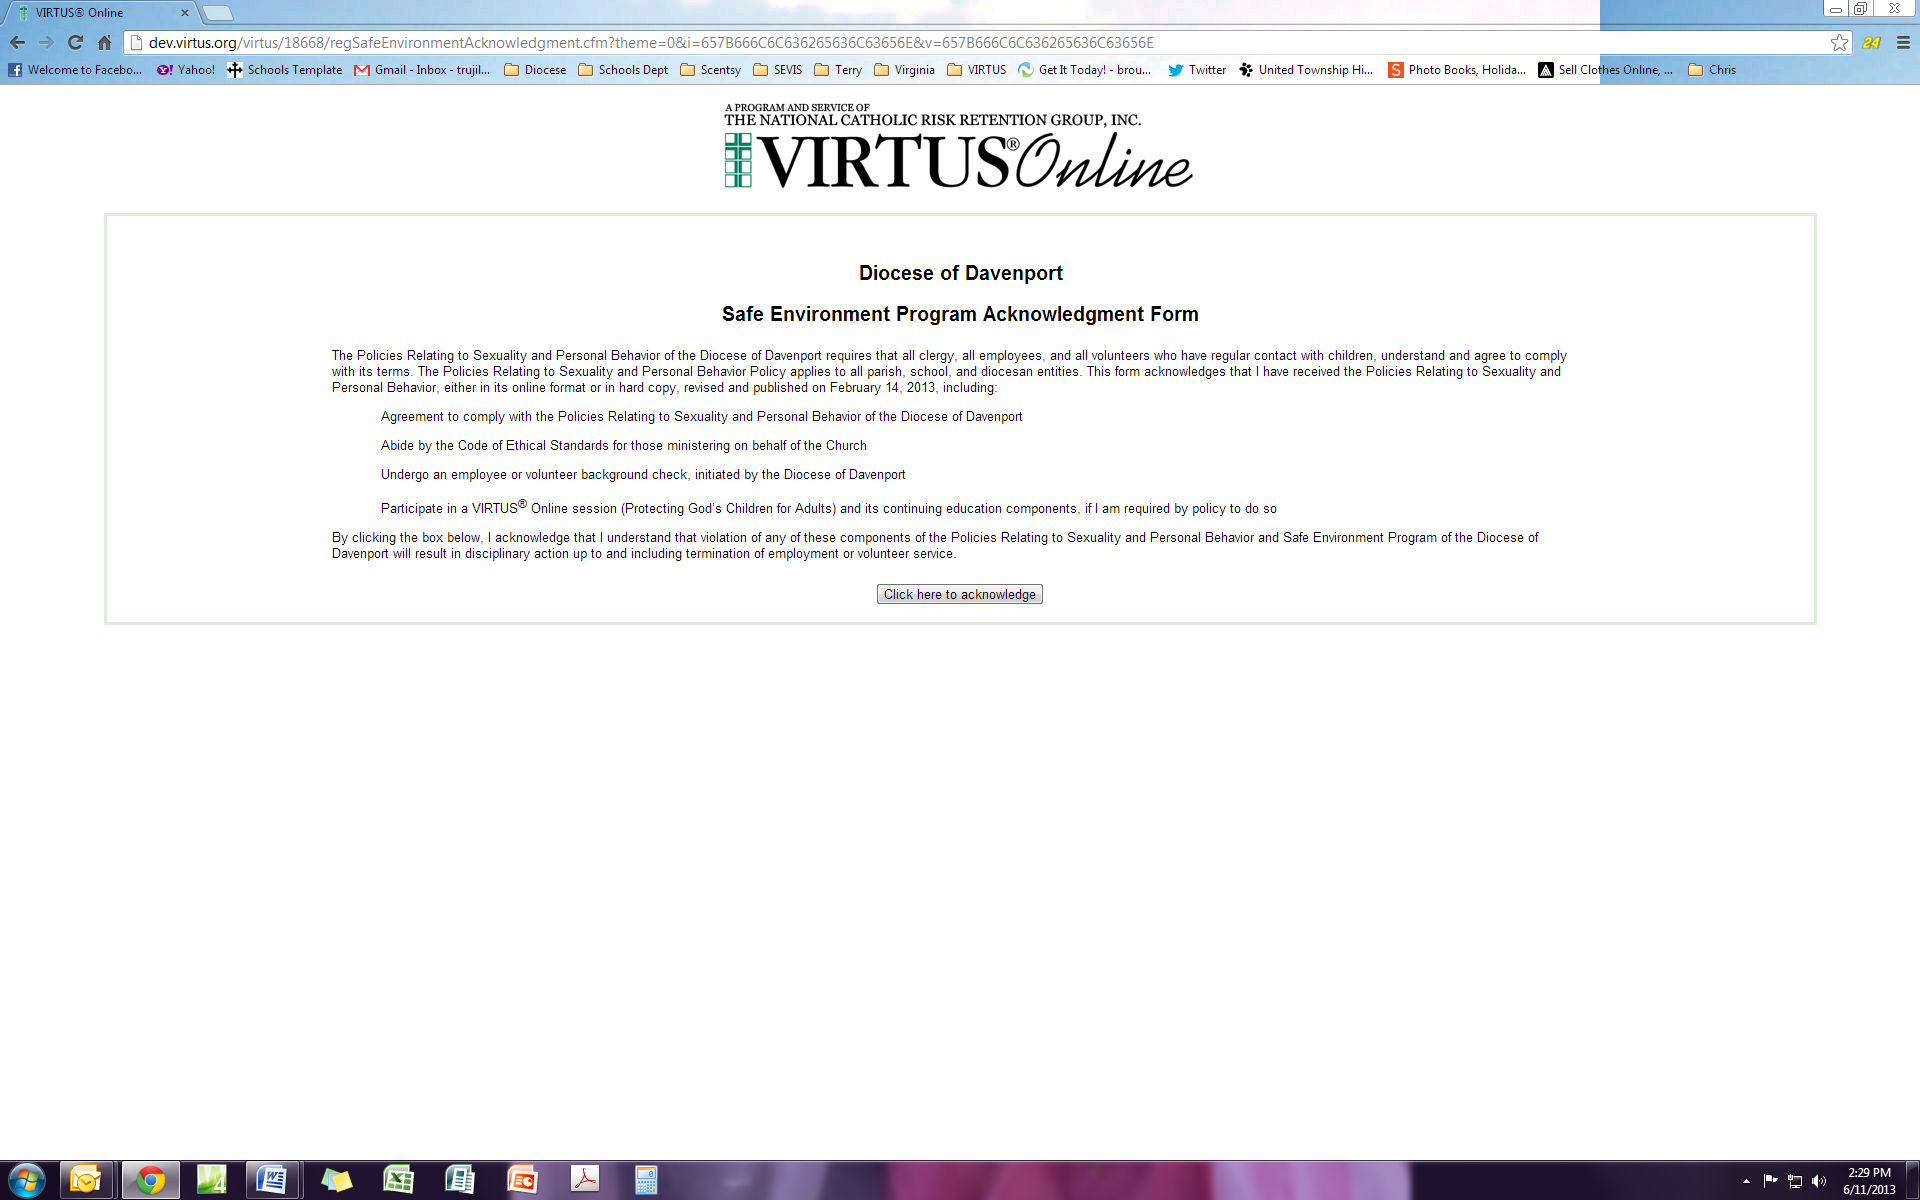 VIRTUS® Online
dev.virtus.org/virtus/18668/regSafeEnvironmentAcknowledgment.cfm?theme=0&i=657B666C6C636265636C63656E&v=657B666C6C636265636C63656E
24
Welcome to Facebo... Yahoo! Schools Template Gmail - Inbox - trujil... Diocese Schools Dept Scentsy SEVIS Terry Virginia VIRTUS Get It Today! - brou... Twitter United Township Hi... Photo Books, Holida... Sell Clothes Online, ... Chris
A PROGRAM AND SERVICE OF
THE NATIONAL CATHOLIC RISK RETENTION GROUP, INC.
VIRTUS® Online
Diocese of Davenport
Safe Environment Program Acknowledgment Form
The Policies Relating to Sexuality and Personal Behavior of the Diocese of Davenport requires that all clergy, all employees, and all volunteers who have regular contact with children, understand and agree to comply
with its terms. The Policies Relating to Sexuality and Personal Behavior Policy applies to all parish, school, and diocesan entities. This form acknowledges that I have received the Policies Relating to Sexuality and
Personal Behavior, either in its online format or in hard copy, revised and published on February 14, 2013, including:
Agreement to comply with the Policies Relating to Sexuality and Personal Behavior of the Diocese of Davenport
Abide by the Code of Ethical Standards for those ministering on behalf of the Church
Undergo an employee or volunteer background check, initiated by the Diocese of Davenport
Participate in a VIRTUS® Online session (Protecting God's Children for Adults) and its continuing education components, if I am required by policy to do so
By clicking the box below, I acknowledge that I understand that violation of any of these components of the Policies Relating to Sexuality and Personal Behavior and Safe Environment Program of the Diocese of
Davenport will result in disciplinary action up to and including termination of employment or volunteer service.
Click here to acknowledge
2:29 PM
6/11/2013